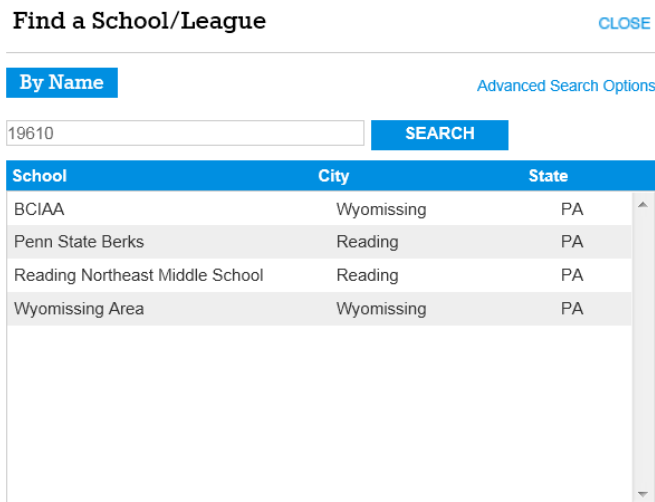 Find a School/League CLOSE
By Name Advanced Search Options
19610 SEARCH
School City State
BCIAA Wyomissing PA
Penn State Berks Reading PA
Reading Northeast Middle School Reading PA
Wyomissing Area Wyomissing PA